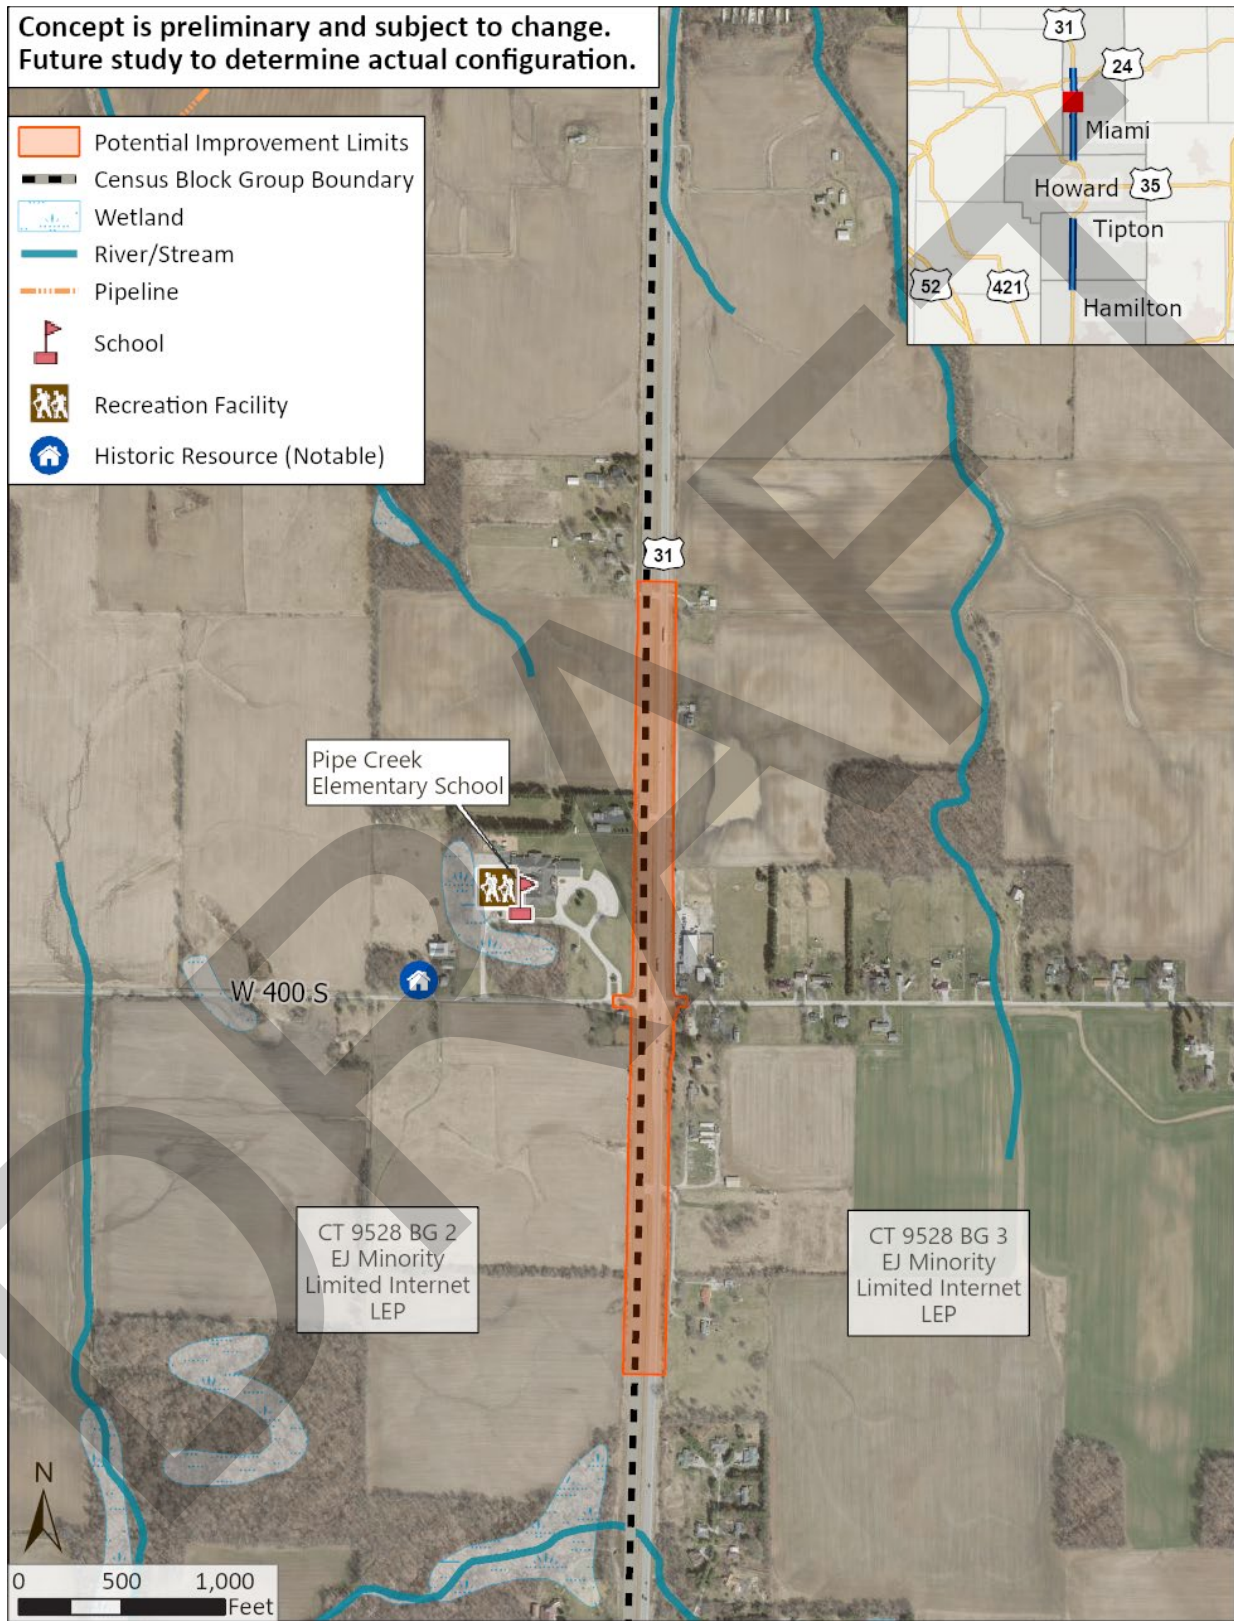 Concept is preliminary and subject to change.
Future study to determine actual configuration.
Potential Improvement Limits
Census Block Group Boundary
Wetland
River/Stream
Pipeline
School
Recreation Facility
Historic Resource (Notable)
31
24
Miami
Howard
35
Tipton
52
421
Hamilton
31
Pipe Creek
Elementary School
W 400 S
CT 9528 BG 2
EJ Minority
Limited Internet
LEP
CT 9528 BG 3
EJ Minority
Limited Internet
LEP
N
0 500 1,000
Feet
DRAFT